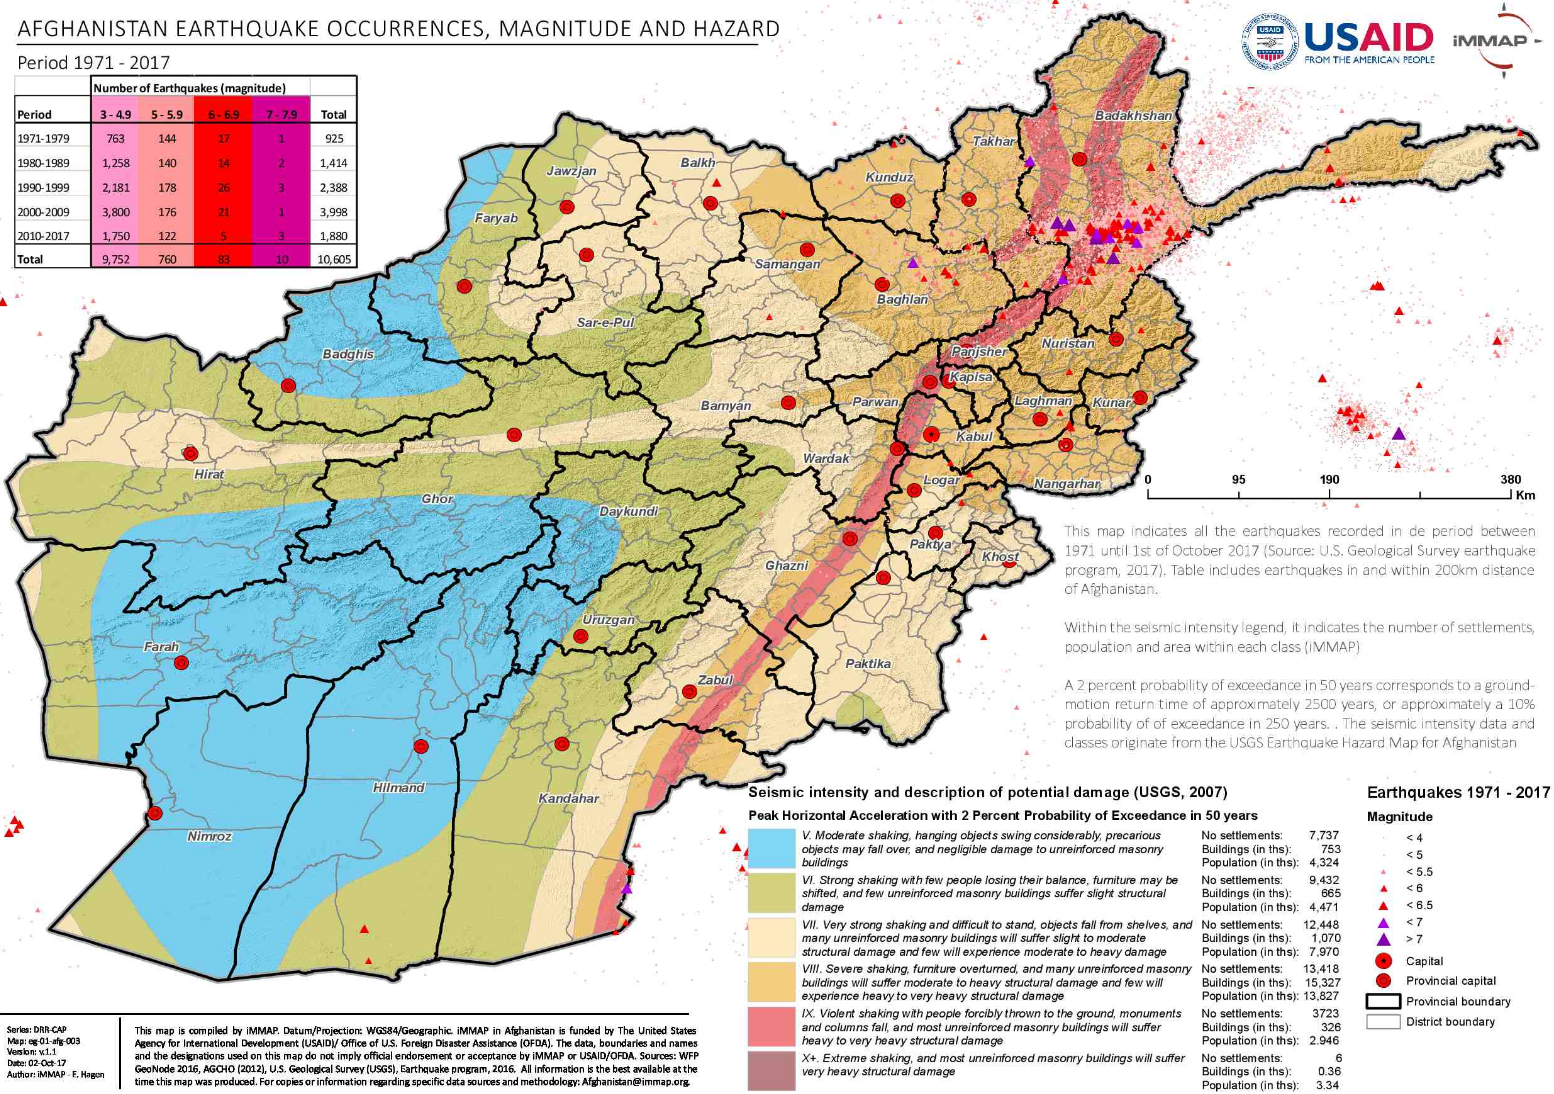 AFGHANISTAN EARTHQUAKE OCCURRENCES, MAGNITUDE AND HAZARD
Period 1971 - 2017
Number of Earthquakes (magnitude)
Period 3 - 4.9 5 - 5.9 6 - 6.9 7 - 7.9 Total
1971-1979 763 144 17 1 925
1980-1989 1,258 140 14 2 1,414
1990-1999 2,181 178 26 3 2,388
2000-2009 3,800 176 21 1 3,998
2010-2017 1,750 122 5 3 1,880
Total 9,752 760 83 10 10,605
USAID
USAID
FROM THE AMERICAN PEOPLE
iMMAP
Badakhshan
Takhar
Jawzjan
Balkh
Kunduz
Faryab
Samangan
Baghlan
Sar-e-Pul
Badghis
Panjsher
Nuristan
Kapisa
Bamyan
Parwan
Laghman
Kunar
Kabul
Hirat
Wardak
Logar
Nangarhar
Ghor
Daykundi
Paktya
Khost
Ghazni
Uruzgan
Farah
Paktika
Zabul
Hilmand
Kandahar
Nimroz
0 95 190 380
Km
This map indicates all the earthquakes recorded in de period between
1971 until 1st of October 2017 (Source: U.S. Geological Survey earthquake
program, 2017). Table includes earthquakes in and within 200km distance
of Afghanistan.
Within the seismic intensity legend, it indicates the number of settlements,
population and area within each class (iMMAP)
A 2 percent probability of exceedance in 50 years corresponds to a ground-
motion return time of approximately 2500 years, or approximately a 10%
probability of of exceedance in 250 years. . The seismic intensity data and
classes originate from the USGS Earthquake Hazard Map for Afghanistan
Seismic intensity and description of potential damage (USGS, 2007)
Peak Horizontal Acceleration with 2 Percent Probability of Exceedance in 50 years
V. Moderate shaking, hanging objects swing considerably, precarious
objects may fall over, and negligible damage to unreinforced masonry
buildings
No settlements: 7,737
Buildings (in ths): 753
Population (in ths): 4,324
VI. Strong shaking with few people losing their balance, furniture may be
shifted, and few unreinforced masonry buildings suffer slight structural
damage
No settlements: 9,432
Buildings (in ths): 665
Population (in ths): 4,471
VII. Very strong shaking and difficult to stand, objects fall from shelves, and
many unreinforced masonry buildings will suffer slight to moderate
structural damage and few will experience moderate to heavy damage
No settlements: 12,448
Buildings (in ths): 1,070
Population (in ths): 7,970
VIII. Severe shaking, furniture overturned, and many unreinforced masonry
buildings will suffer moderate to heavy structural damage and few will
experience heavy to very heavy structural damage
No settlements: 13,418
Buildings (in ths): 15,327
Population (in ths): 13,827
IX. Violent shaking with people forcibly thrown to the ground, monuments
and columns fall, and most unreinforced masonry buildings will suffer
heavy to very heavy structural damage
No settlements: 3723
Buildings (in ths): 326
Population (in ths): 2.946
X+. Extreme shaking, and most unreinforced masonry buildings will suffer
very heavy structural damage
No settlements: 6
Buildings (in ths): 0.36
Population (in ths): 3.34
Earthquakes 1971 - 2017
Magnitude
< 4
< 5
< 5.5
< 6
< 6.5
< 7
> 7
Capital
Provincial capital
Provincial boundary
District boundary
Series: DRR-CAP
Map: eg-01-afg-003
Version: v.1.1
Date: 02-Oct-17
Author: iMMAP - E. Hagen
This map is compiled by iMMAP. Datum/Projection: WGS84/Geographic. iMMAP in Afghanistan is funded by The United States
Agency for International Development (USAID)/ Office of U.S. Foreign Disaster Assistance (OFDA). The data, boundaries and names
and the designations used on this map do not imply official endorsement or acceptance by iMMAP or USAID/OFDA. Sources: WFP
GeoNode 2016, AGCHO (2012), U.S. Geological Survey (USGS), Earthquake program, 2016. All information is the best available at the
time this map was produced. For copies or information regarding specific data sources and methodology: Afghanistan@immap.org.